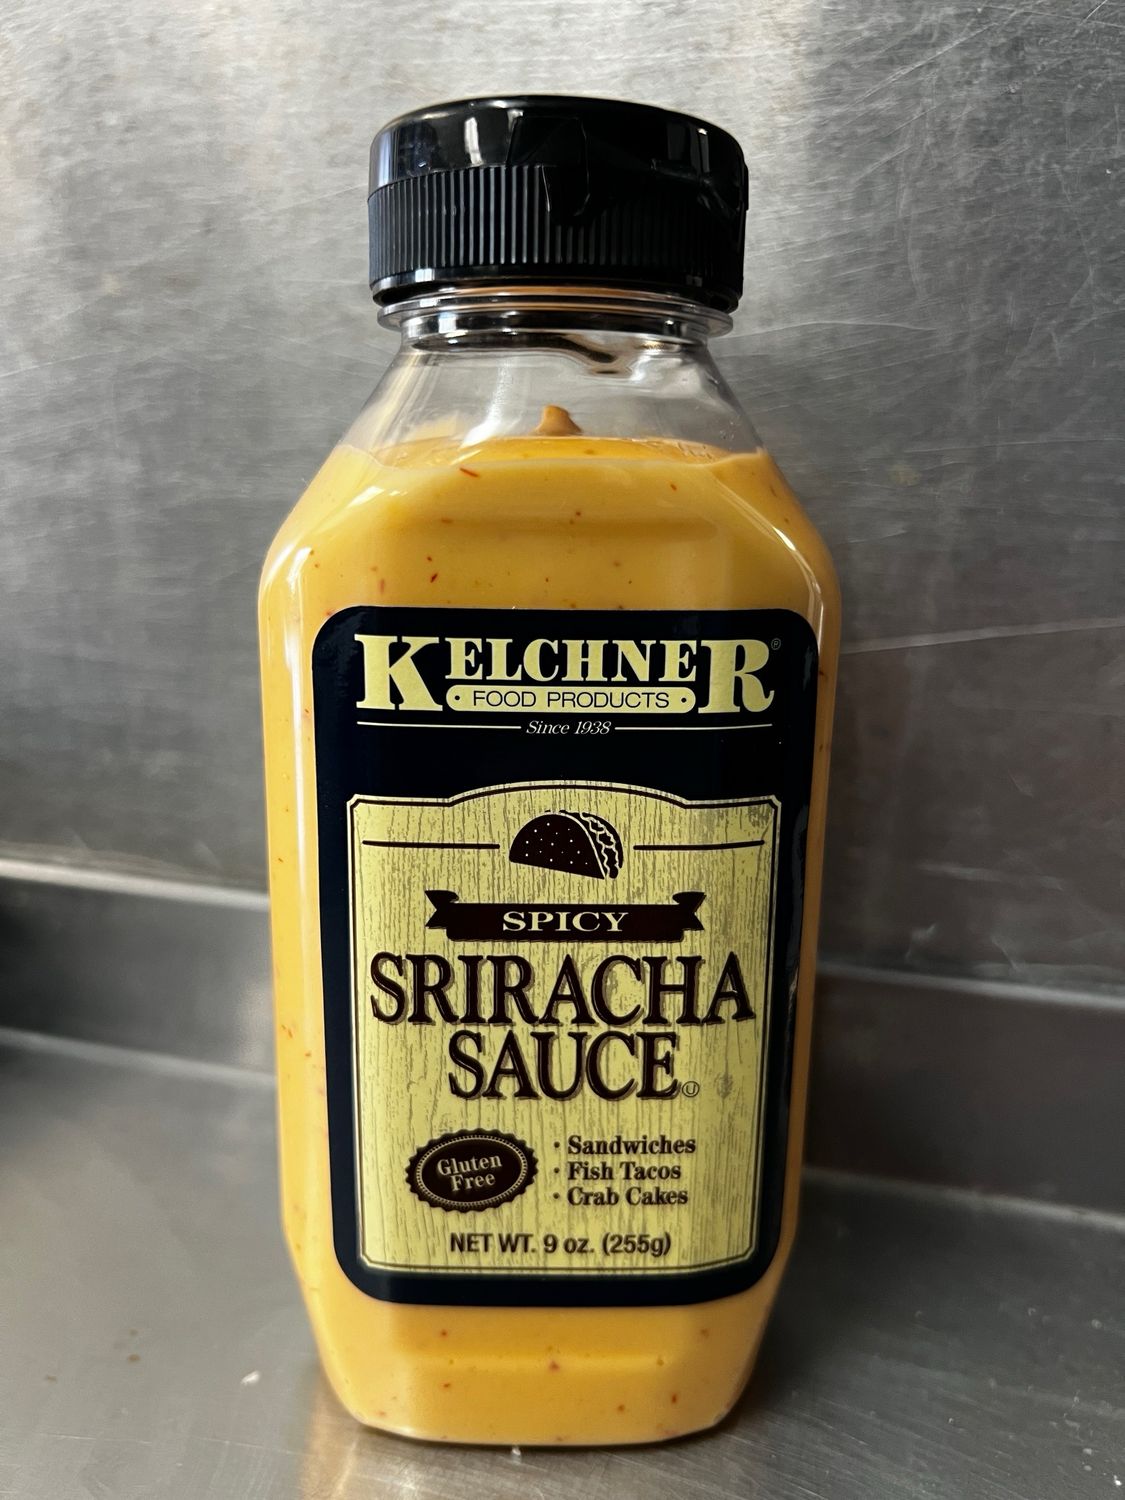 KELCHNER®
• FOOD PRODUCTS •
Since 1938
SPICY
SRIRACHA
SAUCE Ⓤ
Gluten
Free
• Sandwiches
• Fish Tacos
• Crab Cakes
NET WT. 9 oz. (255g)